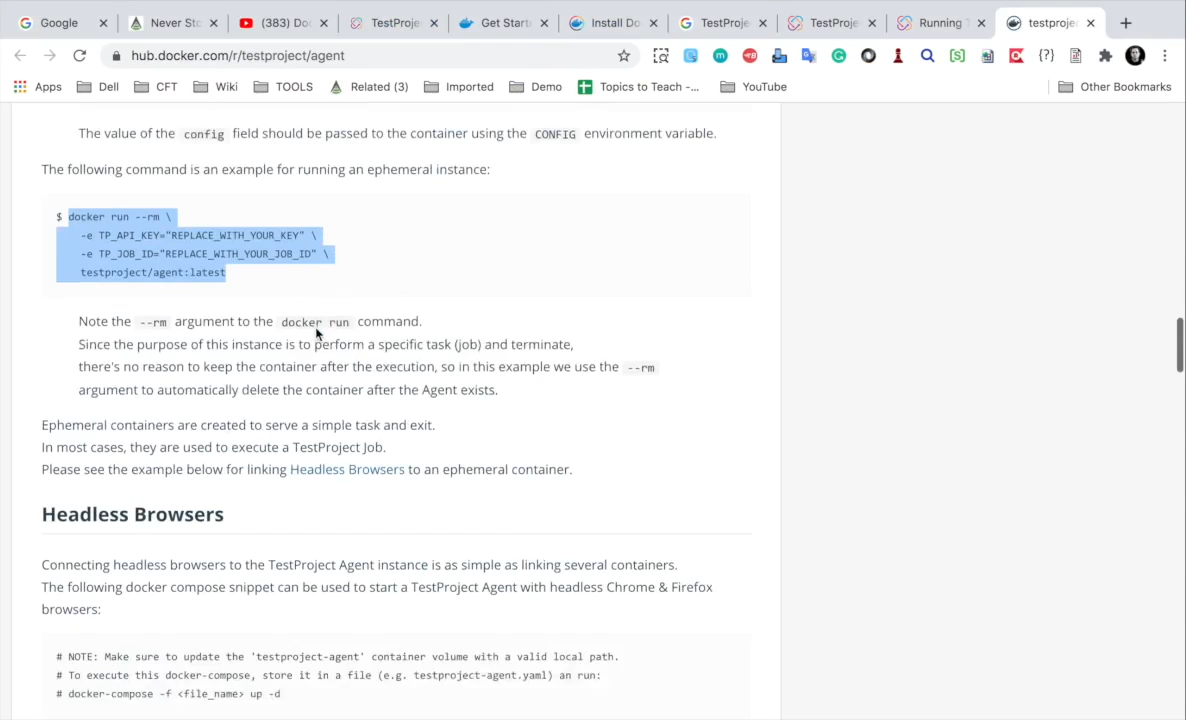 Google
Never Sto
(383) Do
TestProje
Get Start
Install Do
TestProje
TestProje
Running T
testproje
hub.docker.com/r/testproject/agent
Apps
Dell
CFT
Wiki
TOOLS
Related (3)
Imported
Demo
Topics to Teach -...
YouTube
Other Bookmarks
The value of the config field should be passed to the container using the CONFIG environment variable.
The following command is an example for running an ephemeral instance:
$ docker run --rm \
-e TP_API_KEY="REPLACE_WITH_YOUR_KEY" \
-e TP_JOB_ID="REPLACE_WITH_YOUR_JOB_ID" \
testproject/agent:latest
Note the --rm argument to the docker run command.
Since the purpose of this instance is to perform a specific task (job) and terminate,
there's no reason to keep the container after the execution, so in this example we use the --rm
argument to automatically delete the container after the Agent exists.
Ephemeral containers are created to serve a simple task and exit.
In most cases, they are used to execute a TestProject Job.
Please see the example below for linking Headless Browsers to an ephemeral container.
Headless Browsers
Connecting headless browsers to the TestProject Agent instance is as simple as linking several containers.
The following docker compose snippet can be used to start a TestProject Agent with headless Chrome & Firefox
browsers:
# NOTE: Make sure to update the 'testproject-agent' container volume with a valid local path.
# To execute this docker-compose, store it in a file (e.g. testproject-agent.yaml) an run:
# docker-compose -f <file_name> up -d